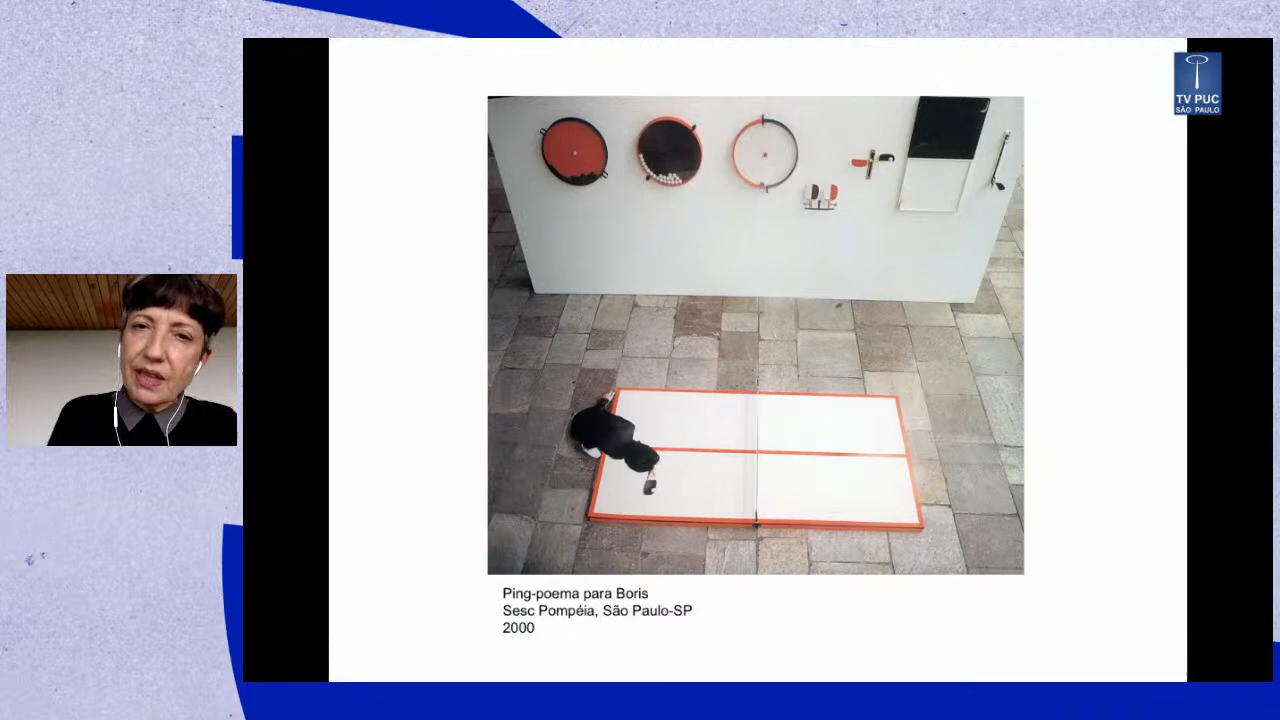 TV PUC
SÃO PAULO
Ping-poema para Boris
Sesc Pompéia, São Paulo-SP
2000